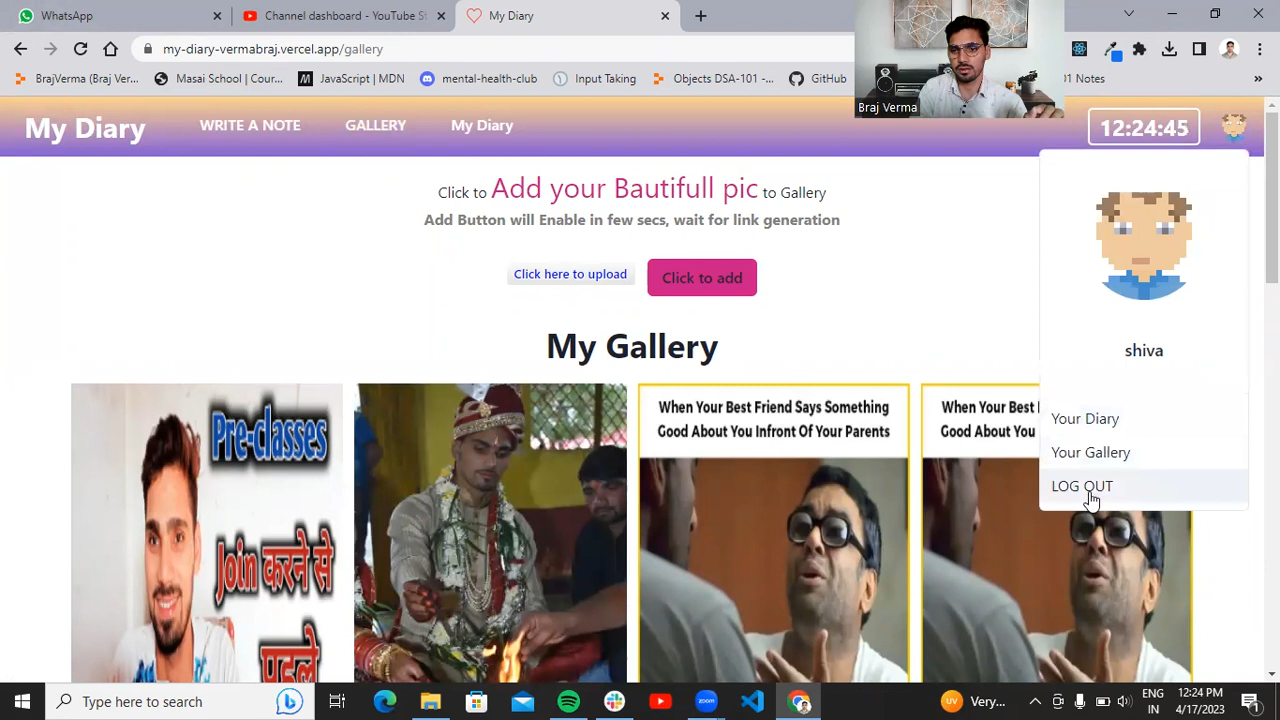 WhatsApp
Channel dashboard - YouTube St
My Diary
my-diary-vermabraj.vercel.app/gallery
BrajVerma (Braj Ver...
Masai School | Cour...
JavaScript | MDN
mental-health-club
Input Taking
Objects DSA-101 -...
GitHub
01 Notes
Braj Verma
My Diary
WRITE A NOTE
GALLERY
My Diary
12:24:45
Click to Add your Bautifull pic to Gallery
Add Button will Enable in few secs, wait for link generation
Click here to upload
Click to add
shiva
Your Diary
Your Gallery
LOG OUT
My Gallery
Pre-classes
Join करने से
पहले
When Your Best Friend Says Something
Good About You Infront Of Your Parents
When Your Best
Good About You
Type here to search
zoom
UV
Very...
ENG
IN
12:24 PM
4/17/2023
1